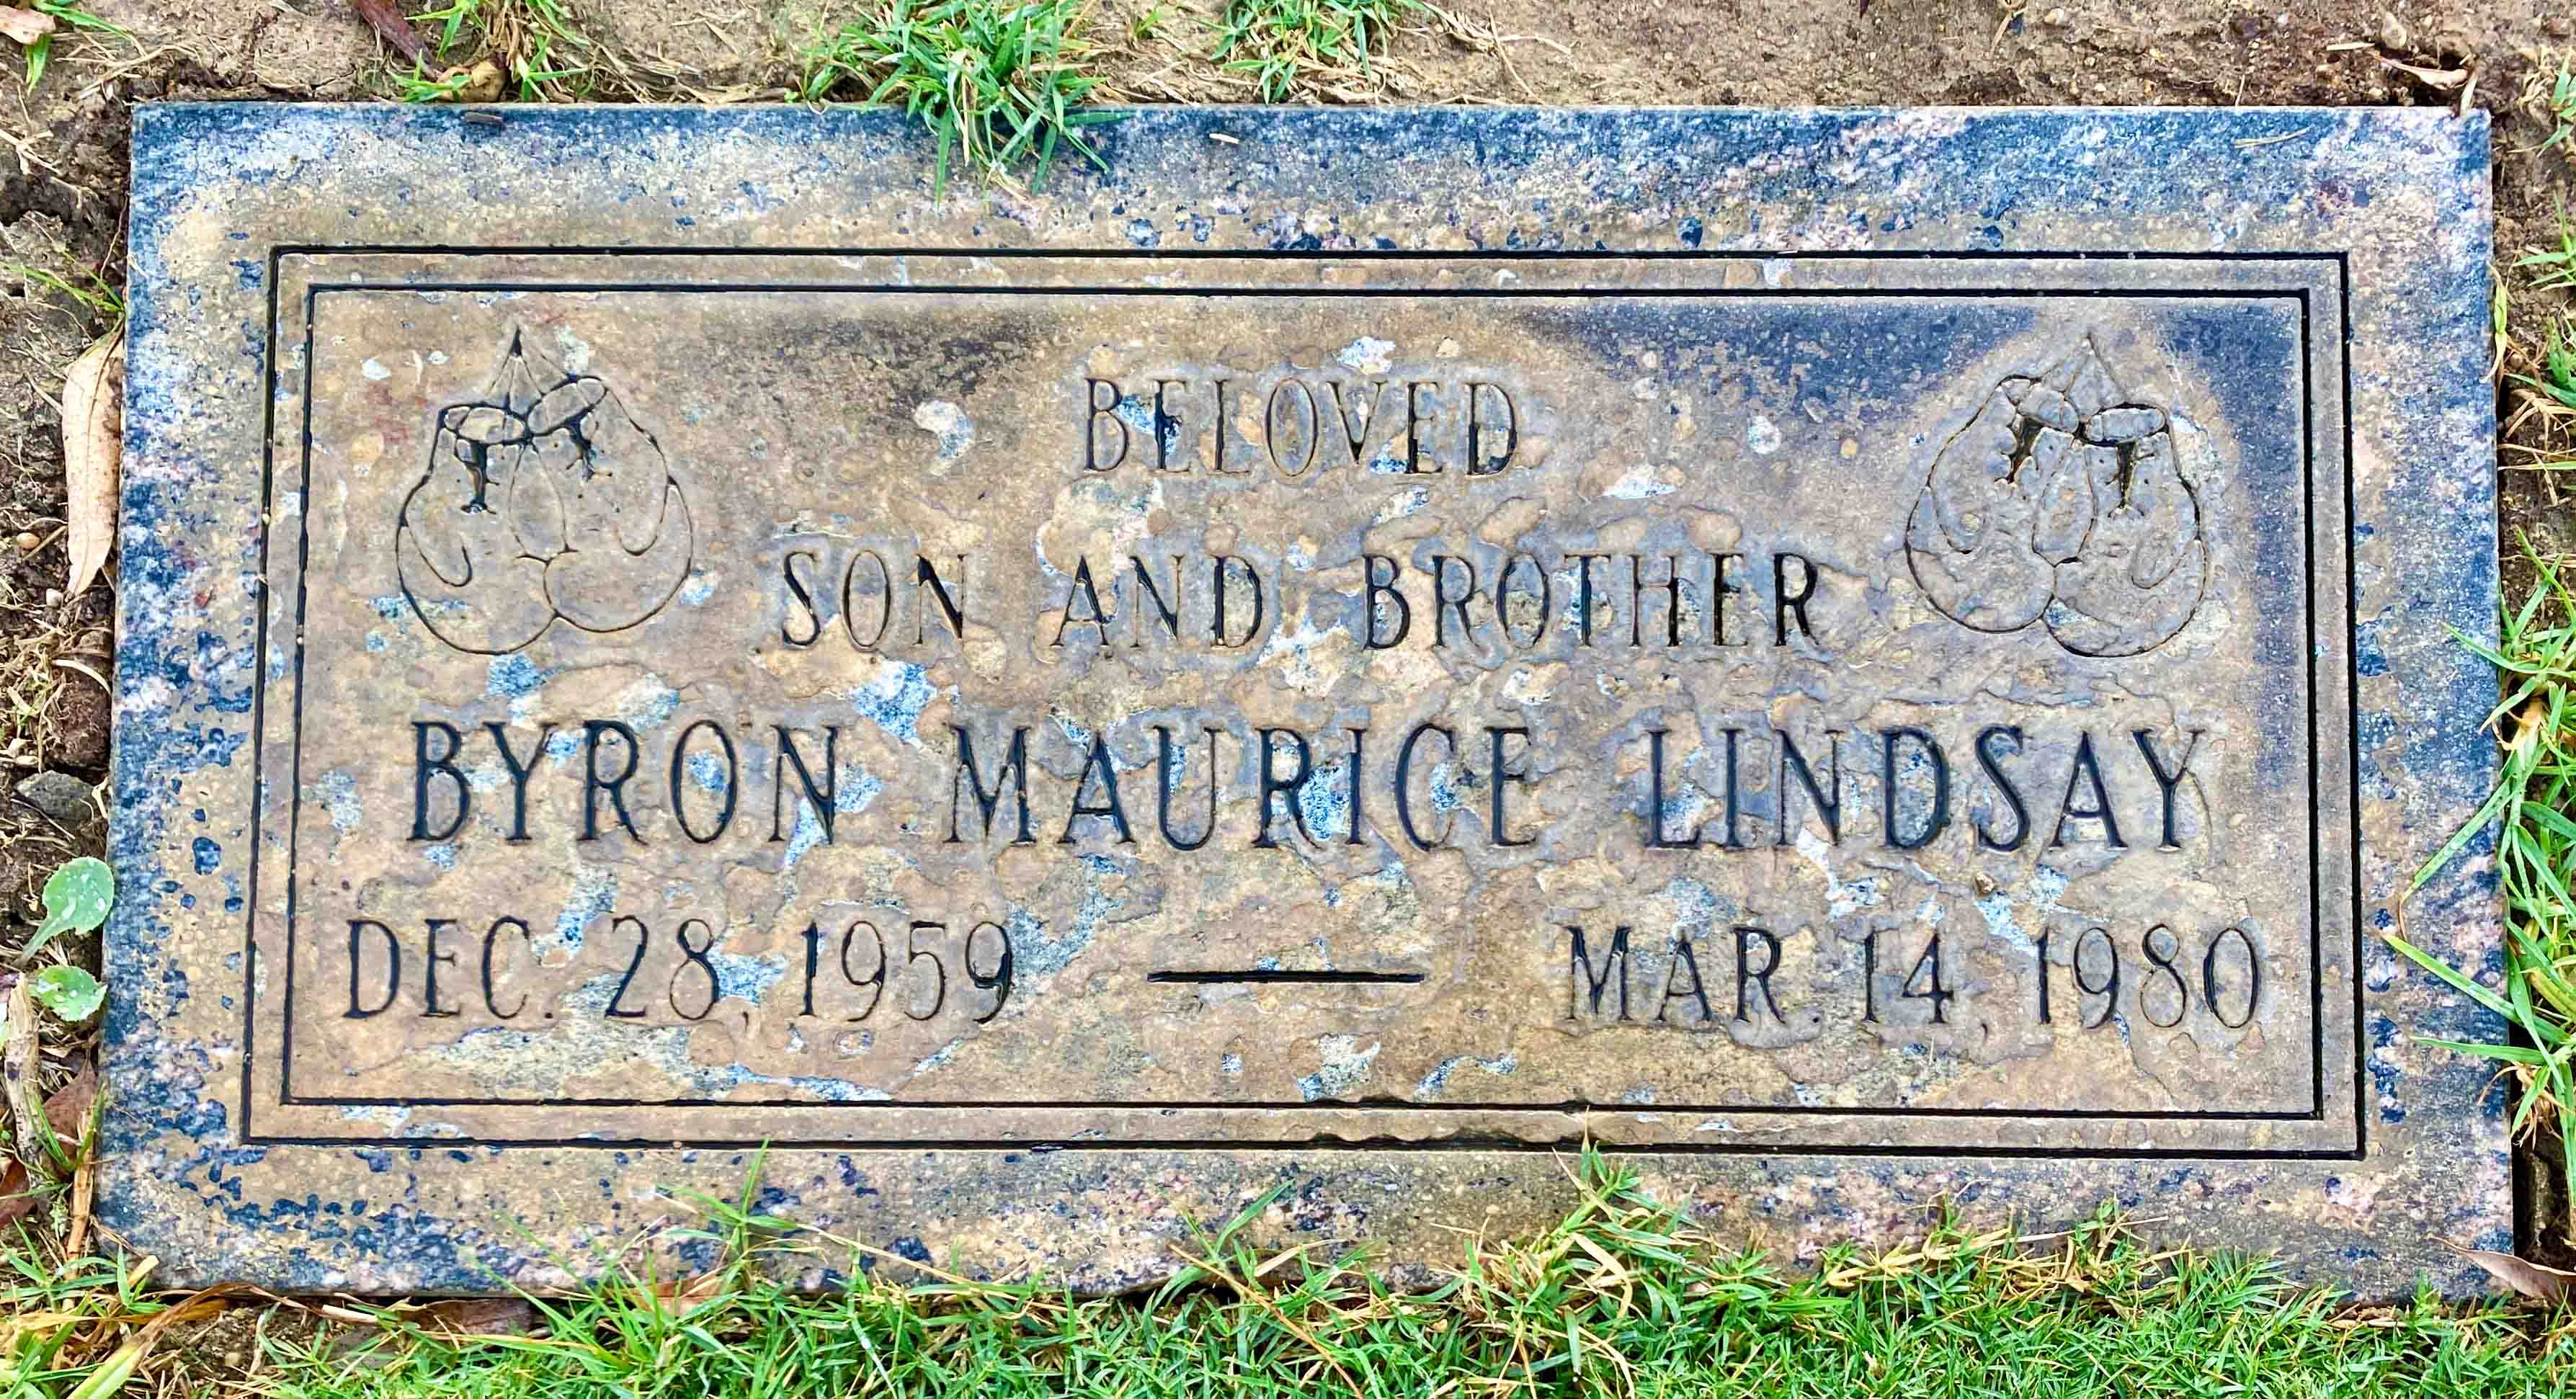 BELOVED
SON AND BROTHER
BYRON MAURICE LINDSAY
DEC. 28, 1959 — MAR. 14, 1980